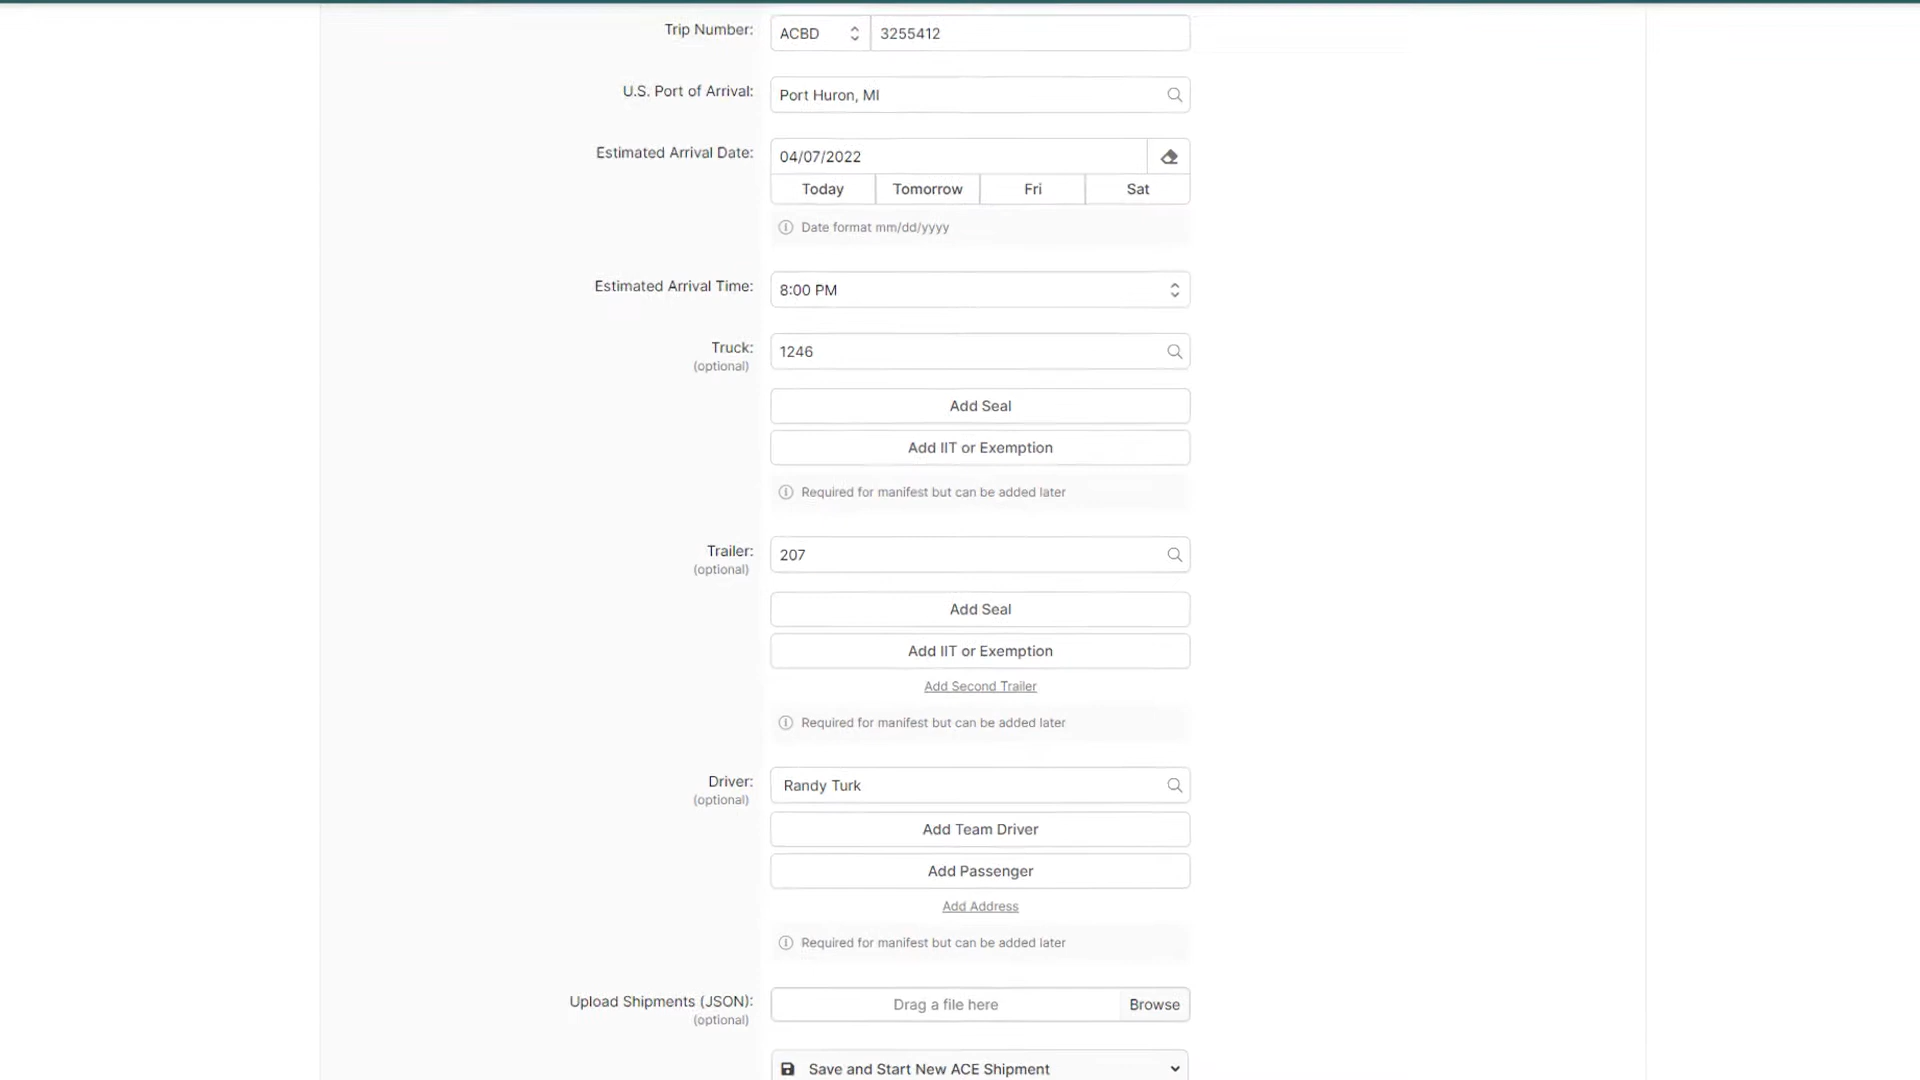 Trip Number: ACBD 3255412
U.S. Port of Arrival: Port Huron, MI
Estimated Arrival Date: 04/07/2022
Today Tomorrow Fri Sat
Date format mm/dd/yyyy
Estimated Arrival Time: 8:00 PM
Truck: 1246
(optional)
Add Seal
Add IIT or Exemption
Required for manifest but can be added later
Trailer: 207
(optional)
Add Seal
Add IIT or Exemption
Add Second Trailer
Required for manifest but can be added later
Driver: Randy Turk
(optional)
Add Team Driver
Add Passenger
Add Address
Required for manifest but can be added later
Upload Shipments (JSON): Drag a file here Browse
(optional)
Save and Start New ACE Shipment